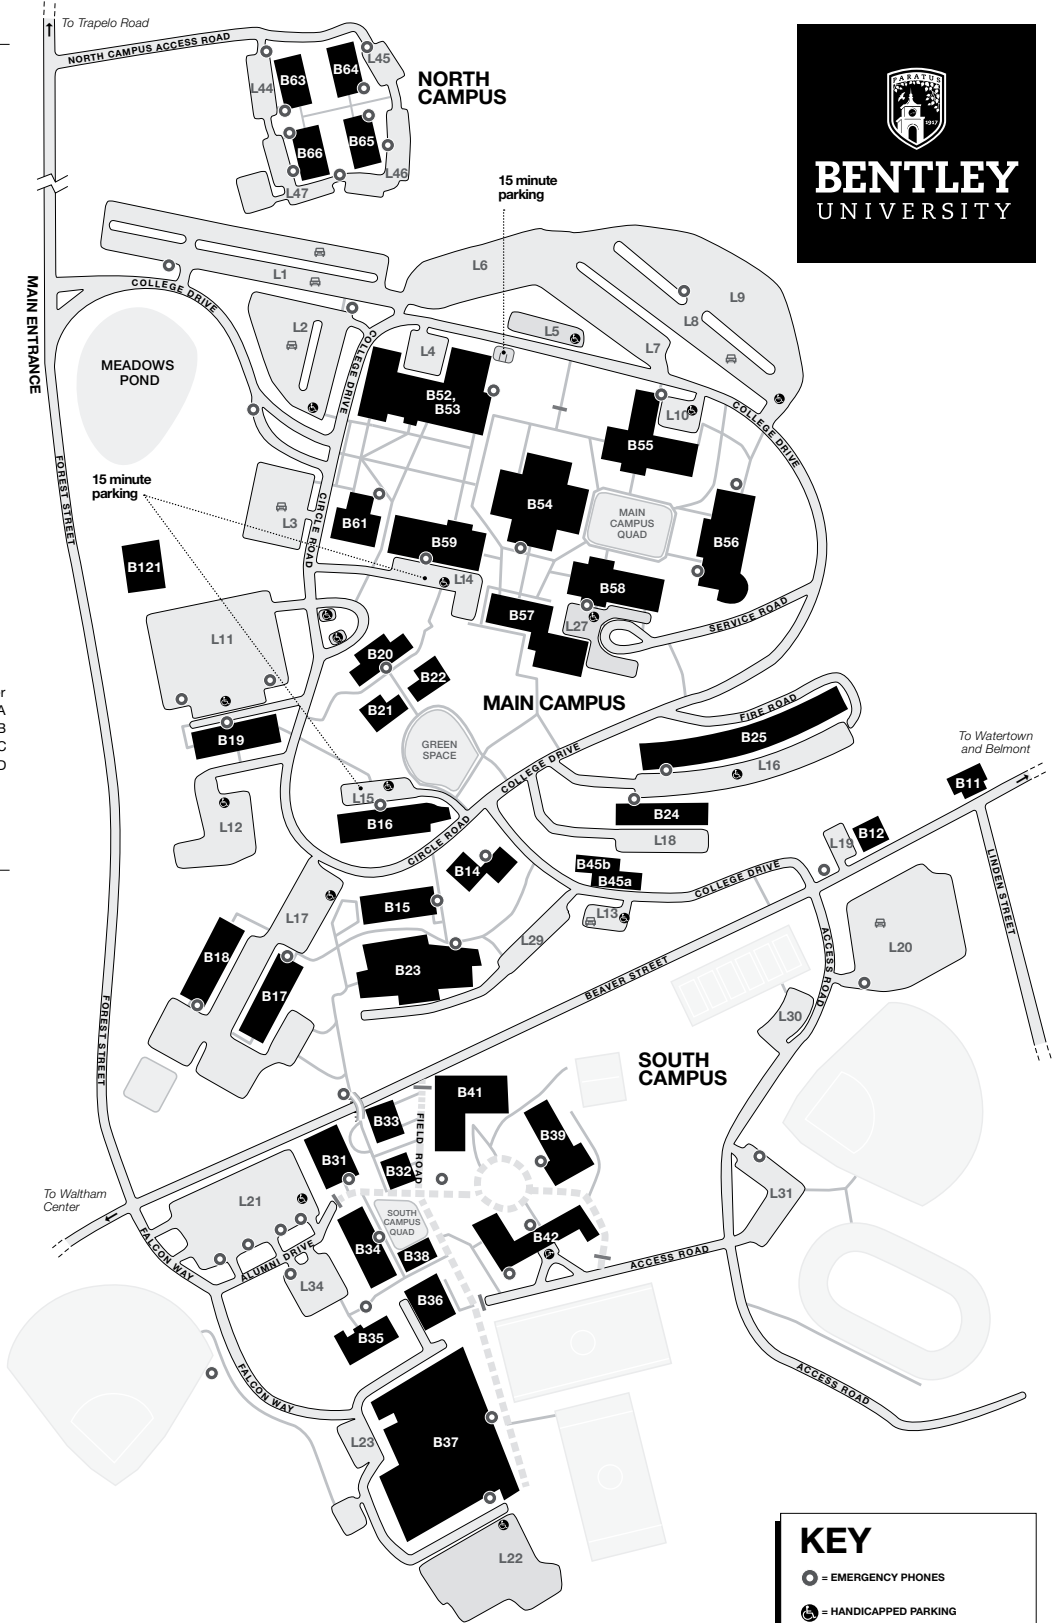 To Trapelo Road
NORTH CAMPUS ACCESS ROAD
L45
B64
B63
L44
NORTH
CAMPUS
B65
B66
L46
L47
PARATUS
1917
BENTLEY
UNIVERSITY
15 minute
parking
L6
L1
L9
L8
COLLEGE DRIVE
MAIN ENTRANCE
L2
L5
L7
L4
COLLEGE DRIVE
MEADOWS
POND
B52,
B53
L10
COLLEGE DRIVE
B55
FOREST STREET
15 minute
parking
B54
MAIN
CAMPUS
QUAD
L3
CIRCLE ROAD
B61
B59
B56
B121
L14
B58
B57
L27
SERVICE ROAD
L11
B20
B22
B21
MAIN CAMPUS
r
A
B
C
D
FIRE ROAD
B25
B19
GREEN
SPACE
COLLEGE DRIVE
L16
To Watertown
and Belmont
B11
L15
B16
B24
L12
CIRCLE ROAD
L18
L19
B12
B14
B45b
B45a
COLLEGE DRIVE
LINDEN STREET
B15
L17
L13
L29
L20
ACCESS ROAD
B18
B23
BEAVER STREET
B17
L30
FOREST STREET
SOUTH
CAMPUS
B41
B33
FIELD ROAD
B39
B31
B32
L21
L31
To Waltham
Center
SOUTH
CAMPUS
QUAD
B34
B38
B42
FALCON WAY
ALUMNI DRIVE
ACCESS ROAD
L34
B36
B35
FALCON WAY
ACCESS ROAD
L23
B37
L22
KEY
= EMERGENCY PHONES
= HANDICAPPED PARKING